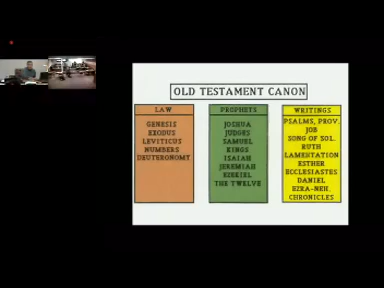 OLD TESTAMENT CANON
LAW
GENESIS
EXODUS
LEVITICUS
NUMBERS
DEUTERONOMY
PROPHETS
JOSHUA
JUDGES
SAMUEL
KINGS
ISAIAH
JEREMIAH
EZEKIEL
THE TWELVE
WRITINGS
PSALMS, PROV.
JOB
SONG OF SOL.
RUTH
LAMENTATION
ESTHER
ECCLESIASTES
DANIEL
EZRA-NEH.
CHRONICLES